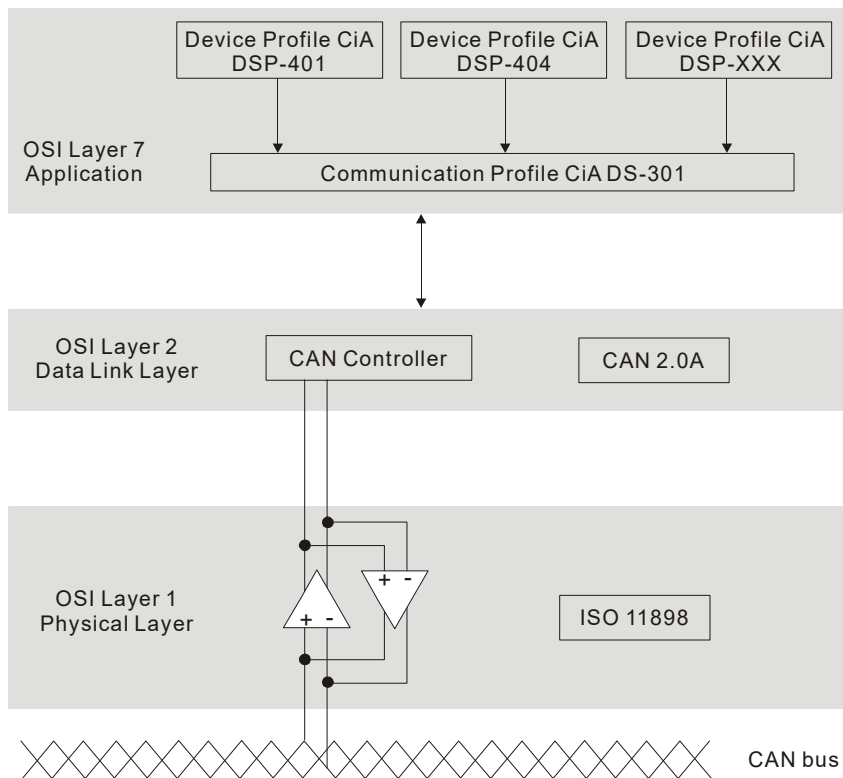 Device Profile CiA
DSP-401
Device Profile CiA
DSP-404
Device Profile CiA
DSP-XXX
OSI Layer 7
Application
Communication Profile CiA DS-301
OSI Layer 2
Data Link Layer
CAN Controller
CAN 2.0A
+ -
+ -
OSI Layer 1
Physical Layer
ISO 11898
CAN bus